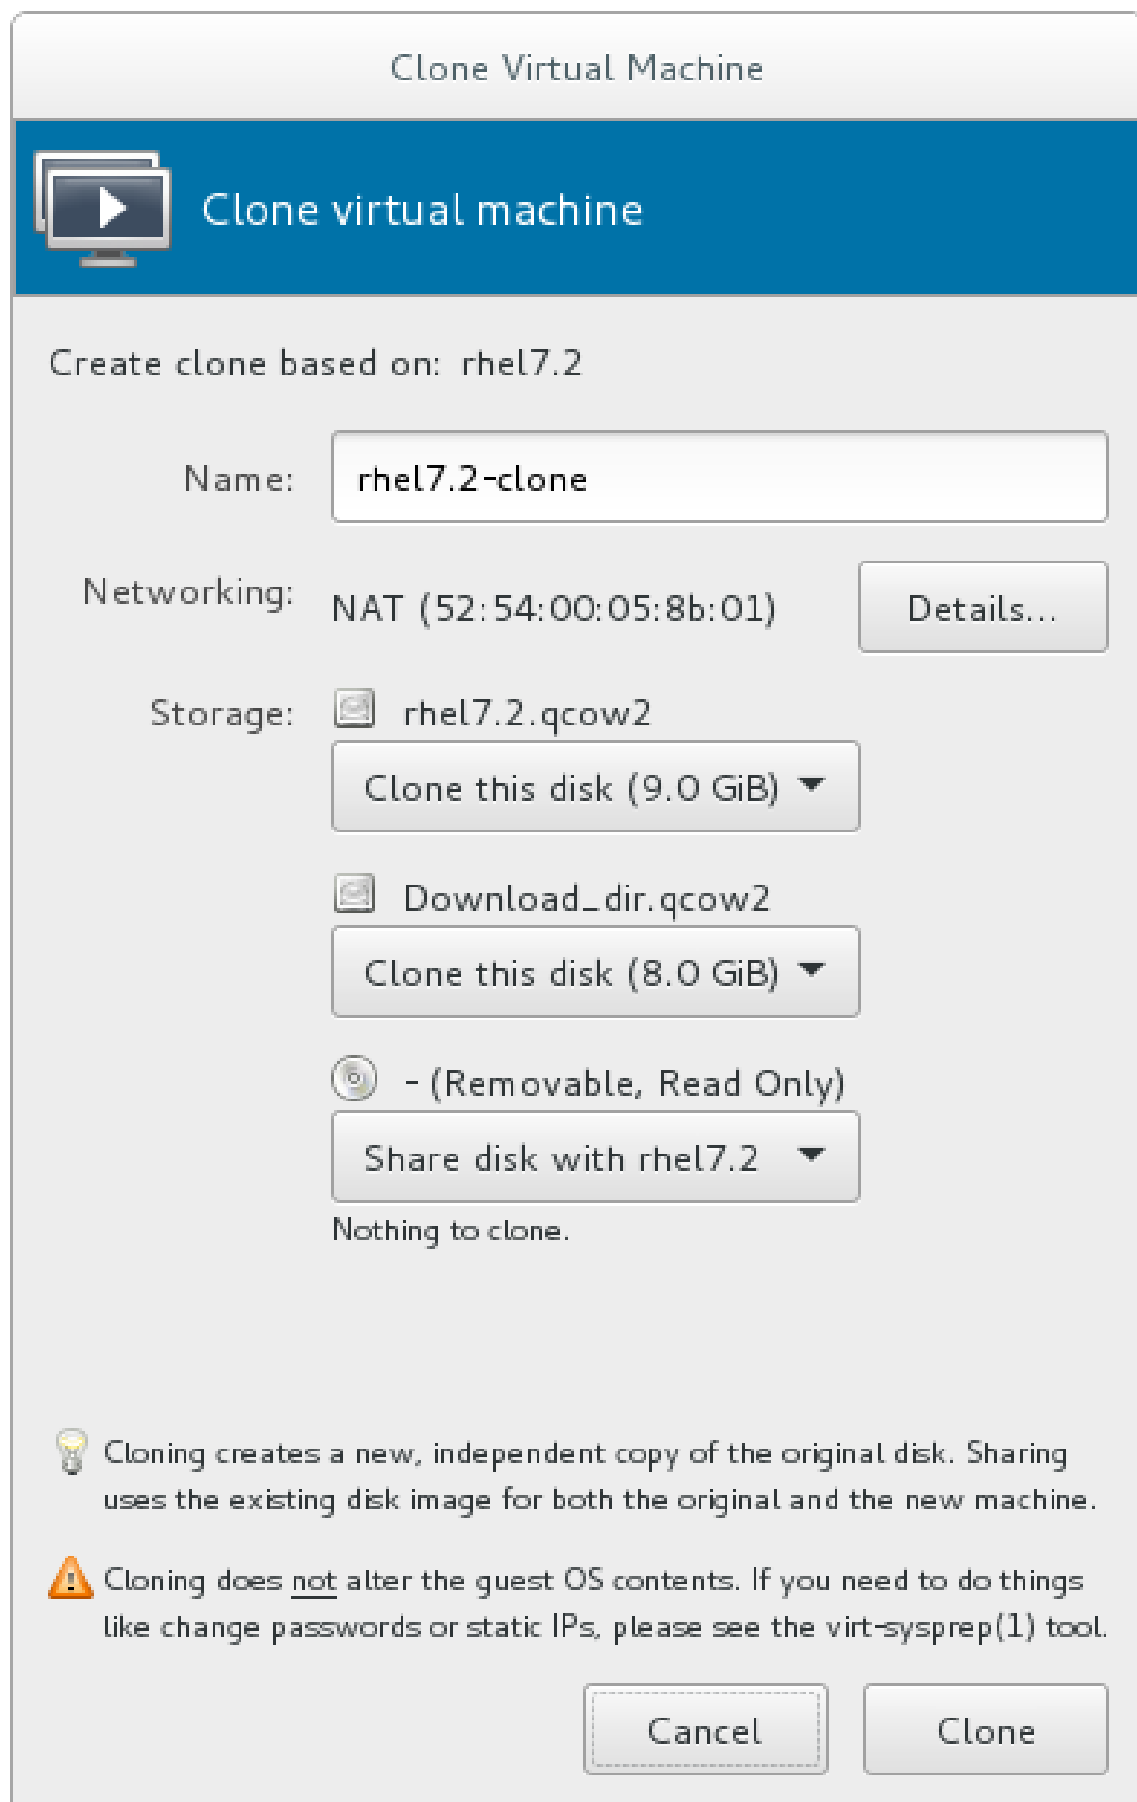 Clone Virtual Machine
Clone virtual machine
Create clone based on: rhel7.2
Name: rhel7.2-clone
Networking: NAT (52:54:00:05:8b:01) Details...
Storage: rhel7.2.qcow2
Clone this disk (9.0 GiB)
Download_dir.qcow2
Clone this disk (8.0 GiB)
- (Removable, Read Only)
Share disk with rhel7.2
Nothing to clone.
Cloning creates a new, independent copy of the original disk. Sharing
uses the existing disk image for both the original and the new machine.
Cloning does not alter the guest OS contents. If you need to do things
like change passwords or static IPs, please see the virt-sysprep(1) tool.
Cancel Clone